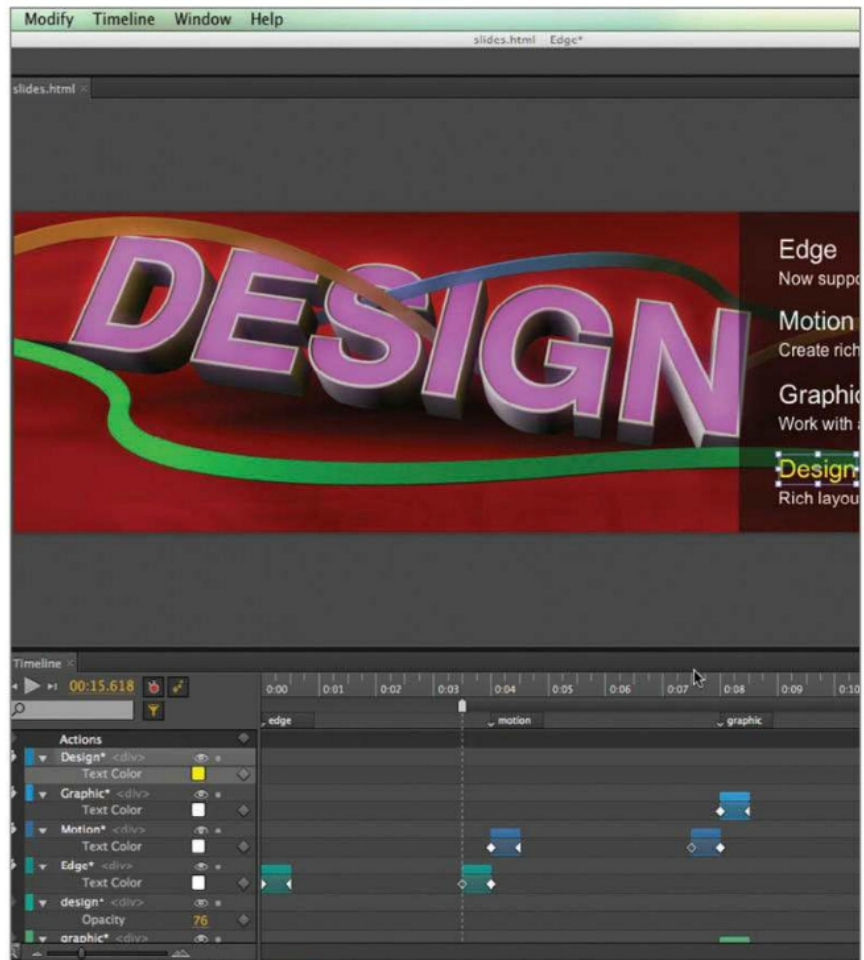 Modify Timeline Window Help
slides.html Edge*
slides.html
DESIGN
Edge
Now suppo
Motion
Create rich
Graphic
Work with
Design
Rich layou
Timeline
00:15.618
0:00 0:01 0:02 0:03 0:04 0:05 0:06 0:07 0:08 0:09 0:10
edge motion graphic
Actions
Design* <div>
Text Color
Graphic* <div>
Text Color
Motion* <div>
Text Color
Edge* <div>
Text Color
design* <div>
Opacity 76
graphic* <div>